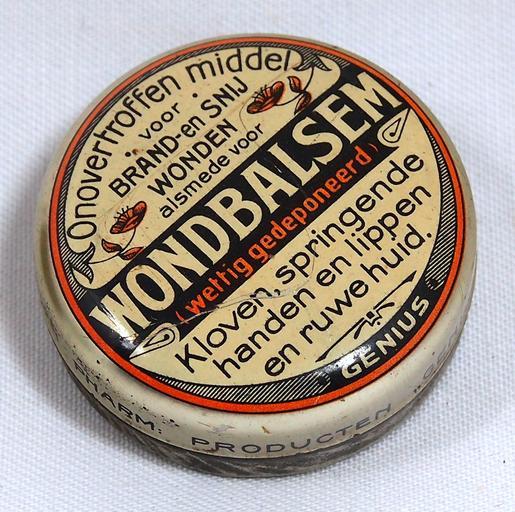 Onovertroffen middel
voor
BRAND-en SNIJ
WONDEN
alsmede voor
WONDBALSEM
(wettig gedeponeerd)
Kloven, springende
handen en lippen
en ruwe huid.
GENIUS
PHARM: PRODUCTEN